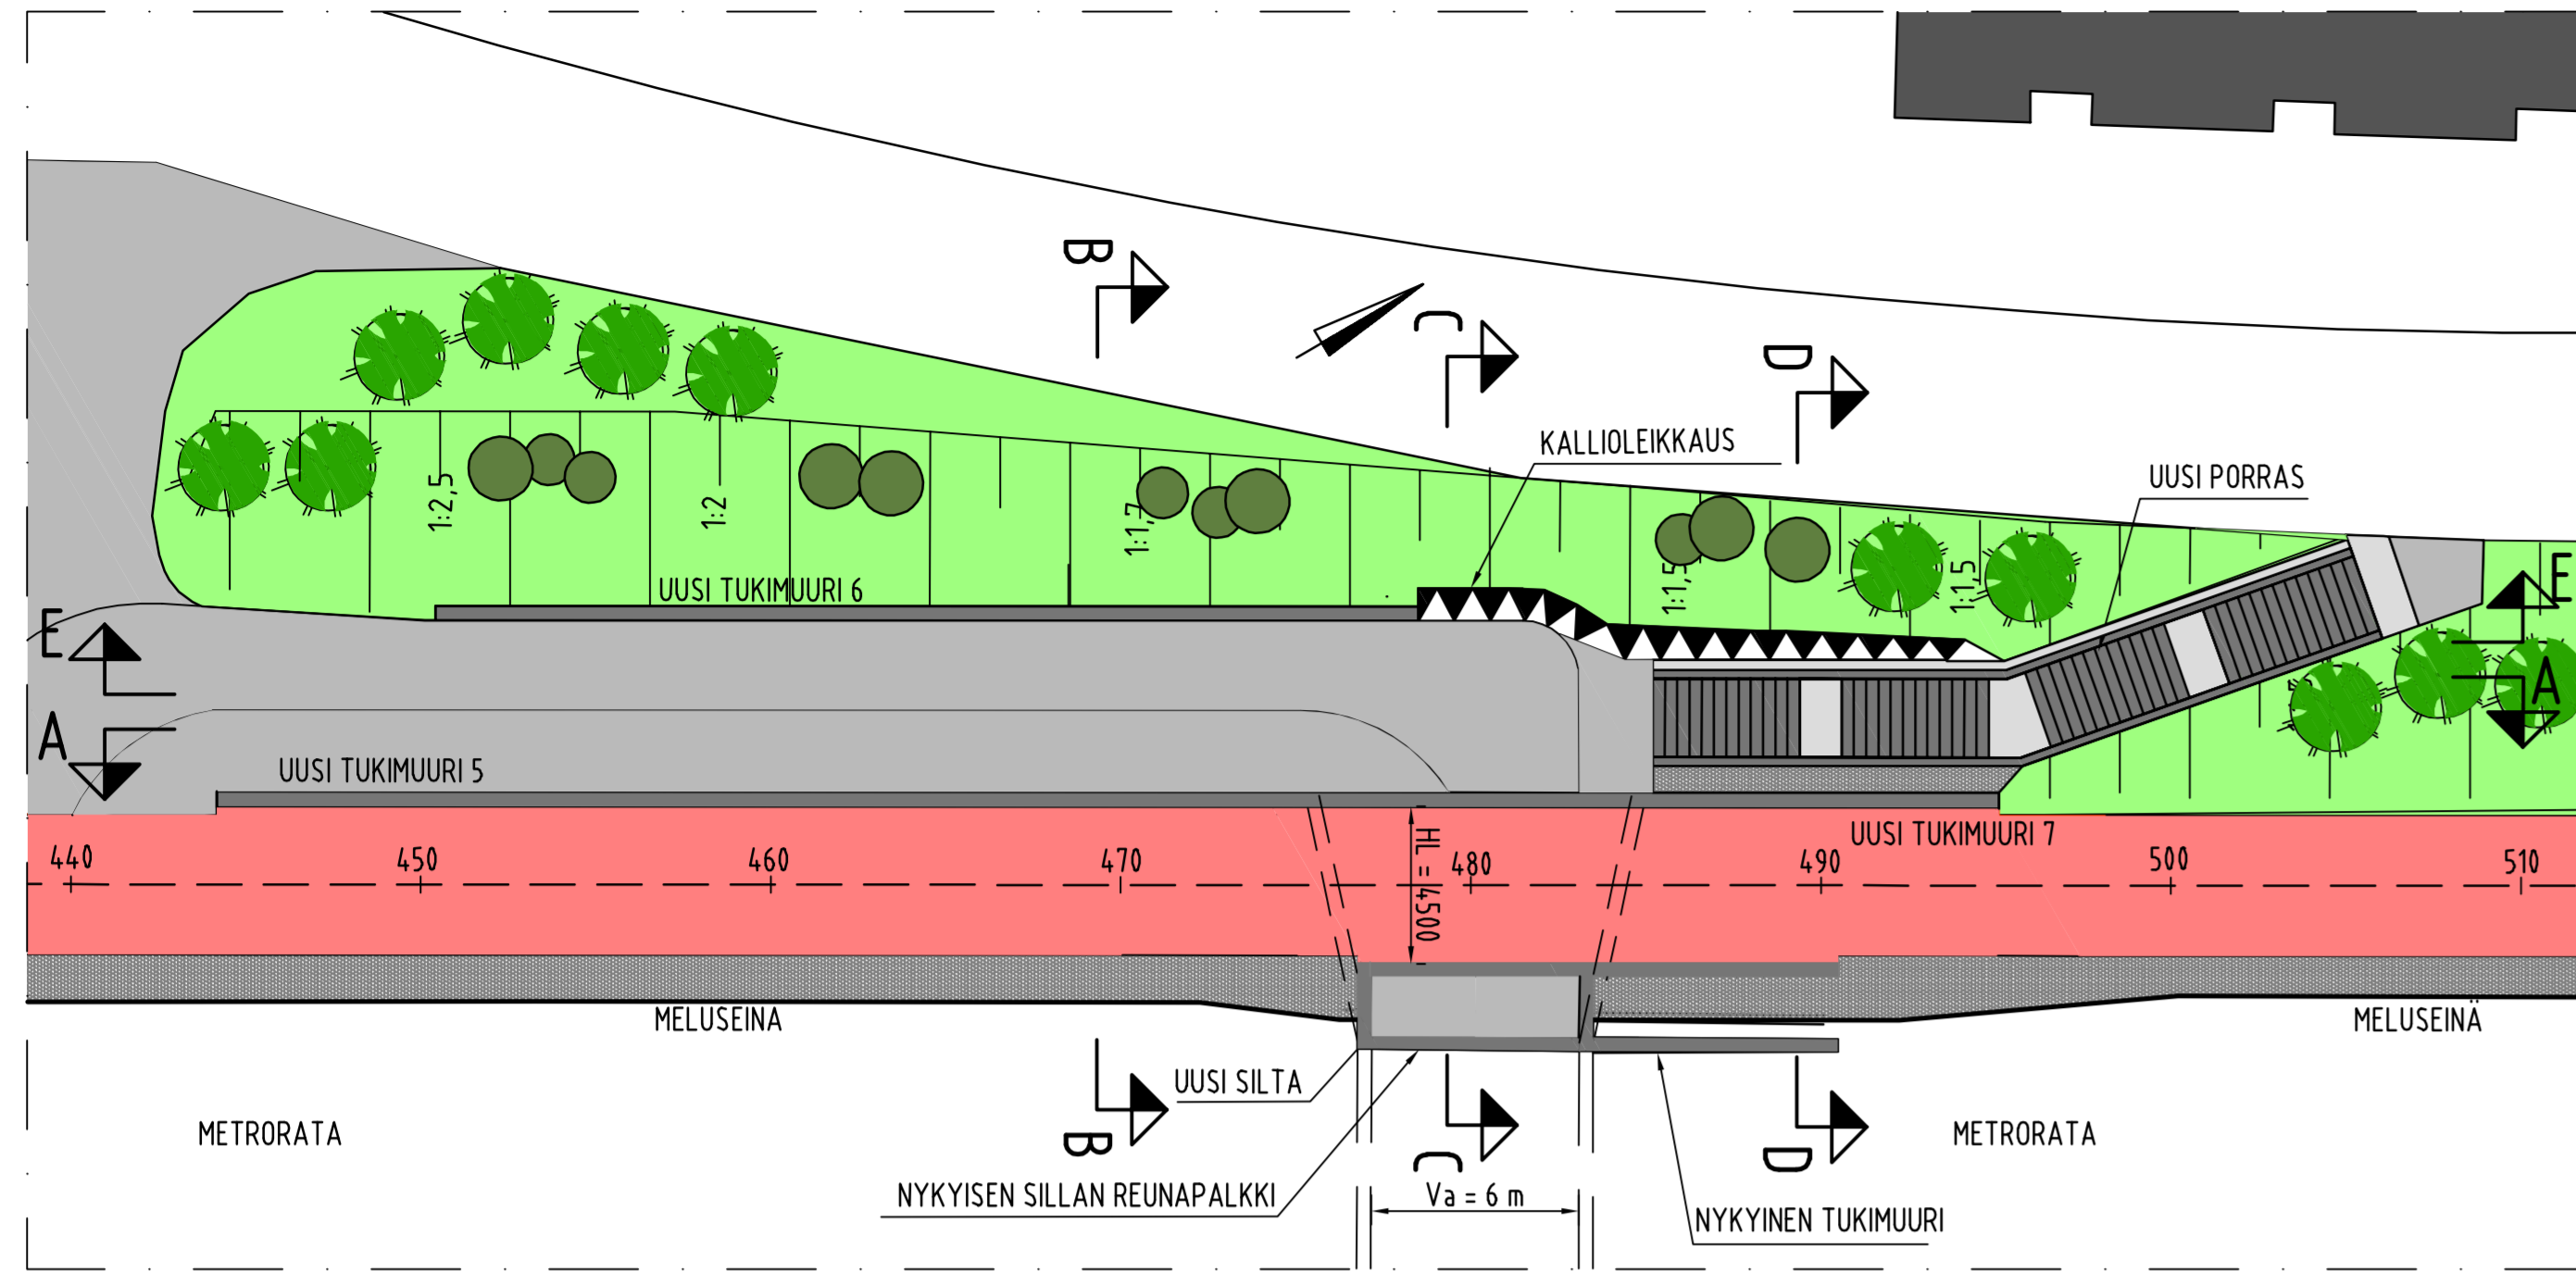 B
C
D
KALLIOLEIKKAUS
UUSI PORRAS
1:2,5
1:2
1:1,7
1:1,5
1:1,5
UUSI TUKIMUURI 6
E
E
A
A
UUSI TUKIMUURI 5
UUSI TUKIMUURI 7
440
450
460
470
480
490
500
510
HL = 4500
MELUSEINÄ
MELUSEINÄ
UUSI SILTA
METRORATA
METRORATA
B
C
D
NYKYISEN SILLAN REUNAPALKKI
Va = 6 m
NYKYINEN TUKIMUURI